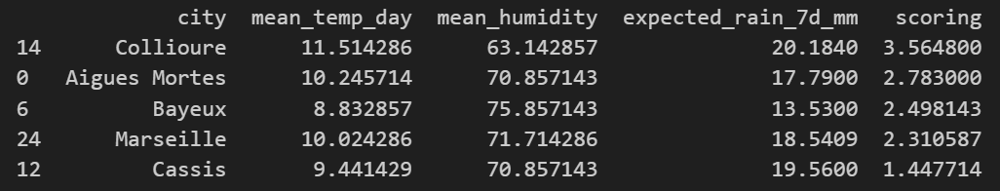 city mean_temp_day mean_humidity expected_rain_7d_mm scoring
14 Collioure 11.514286 63.142857 20.1840 3.564800
0 Aigues Mortes 10.245714 70.857143 17.7900 2.783000
6 Bayeux 8.832857 75.857143 13.5300 2.498143
24 Marseille 10.024286 71.714286 18.5409 2.310587
12 Cassis 9.441429 70.857143 19.5600 1.447714